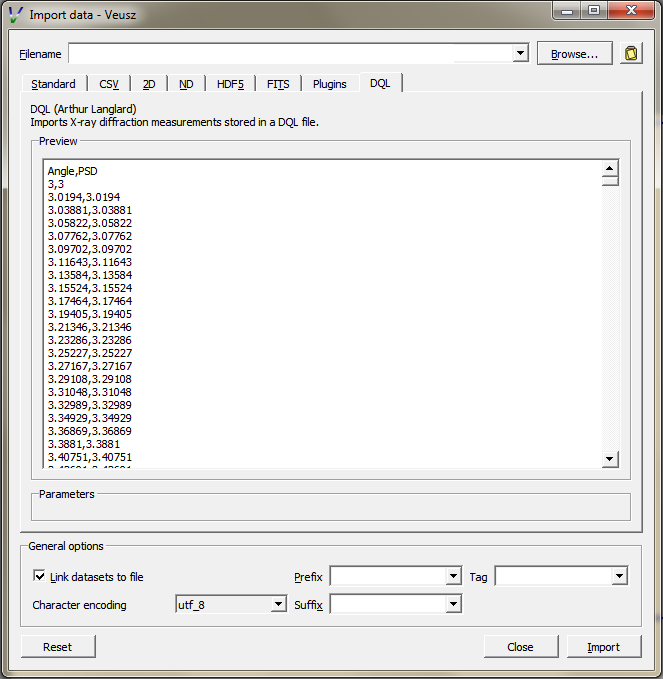 Import data - Veusz
Filename
Browse...
Standard CSV 2D ND HDF5 FITS Plugins DQL
DQL (Arthur Langlard)
Imports X-ray diffraction measurements stored in a DQL file.
Preview
Angle,PSD
3,3
3.0194,3.0194
3.03881,3.03881
3.05822,3.05822
3.07762,3.07762
3.09702,3.09702
3.11643,3.11643
3.13584,3.13584
3.15524,3.15524
3.17464,3.17464
3.19405,3.19405
3.21346,3.21346
3.23286,3.23286
3.25227,3.25227
3.27167,3.27167
3.29108,3.29108
3.31048,3.31048
3.32989,3.32989
3.34929,3.34929
3.36869,3.36869
3.3881,3.3881
3.40751,3.40751
Parameters
General options
Link datasets to file
Prefix
Tag
Character encoding
utf_8
Suffix
Reset
Close
Import